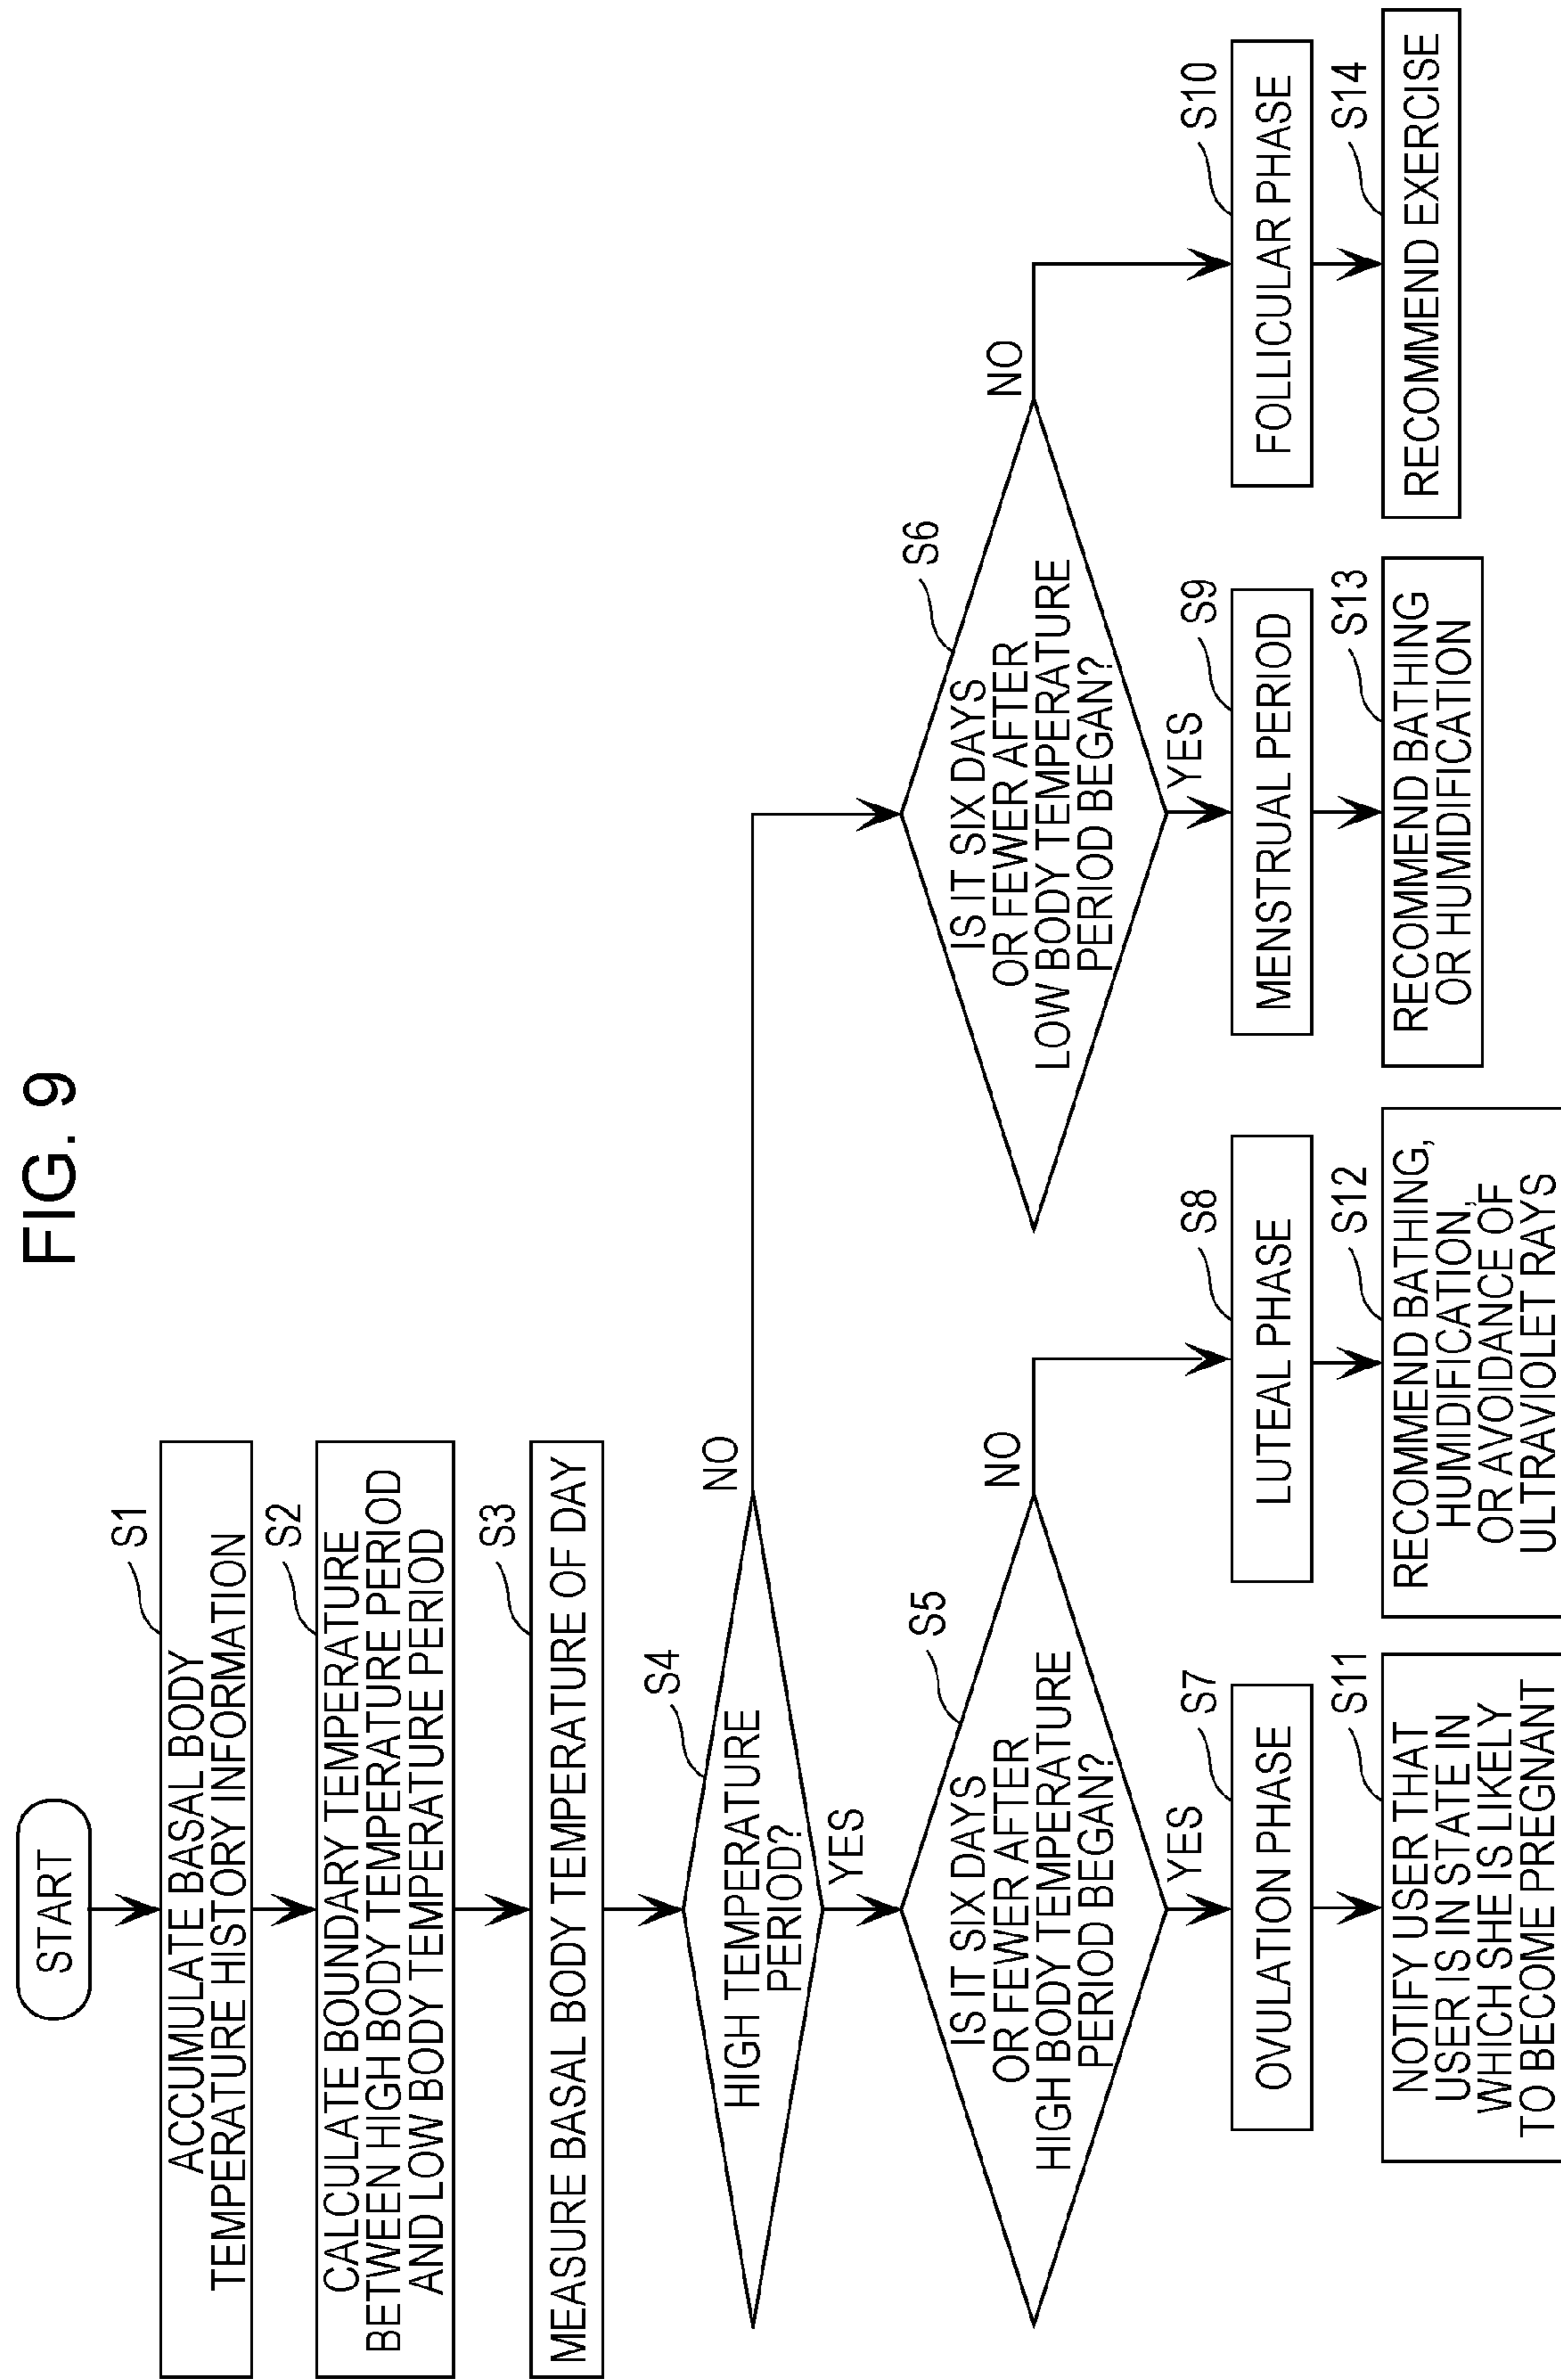 FIG. 9
START
S1
ACCUMULATE BASAL BODY
TEMPERATURE HISTORY INFORMATION
S2
CALCULATE BOUNDARY TEMPERATURE
BETWEEN HIGH BODY TEMPERATURE PERIOD
AND LOW BODY TEMPERATURE PERIOD
S3
MEASURE BASAL BODY TEMPERATURE OF DAY
S4
HIGH TEMPERATURE
PERIOD?
NO
YES
S5
IS IT SIX DAYS
OR FEWER AFTER
HIGH BODY TEMPERATURE
PERIOD BEGAN?
NO
YES
S6
IS IT SIX DAYS
OR FEWER AFTER
LOW BODY TEMPERATURE
PERIOD BEGAN?
NO
YES
S7
OVULATION PHASE
S8
LUTEAL PHASE
S9
MENSTRUAL PERIOD
S10
FOLLICULAR PHASE
S11
NOTIFY USER THAT
USER IS IN STATE IN
WHICH SHE IS LIKELY
TO BECOME PREGNANT
S12
RECOMMEND BATHING,
HUMIDIFICATION,
OR AVOIDANCE OF
ULTRAVIOLET RAYS
S13
RECOMMEND BATHING
OR HUMIDIFICATION
S14
RECOMMEND EXERCISE